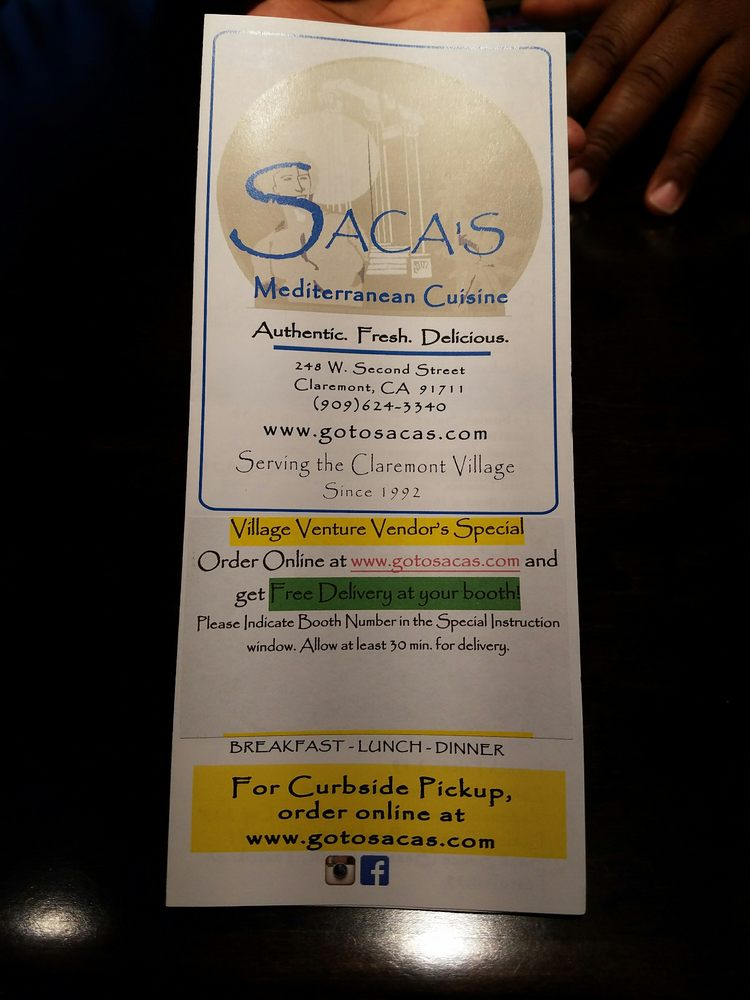 SACA'S
Mediterranean Cuisine
Authentic. Fresh. Delicious.
248 W. Second Street
Claremont, CA 91711
(909)624-3340
www.gotosacas.com
Serving the Claremont Village
Since 1992
Village Venture Vendor's Special
Order Online at www.gotosacas.com and
get Free Delivery at your booth!
Please Indicate Booth Number in the Special Instruction
window. Allow at least 30 min. for delivery.
BREAKFAST - LUNCH - DINNER
For Curbside Pickup,
order online at
www.gotosacas.com